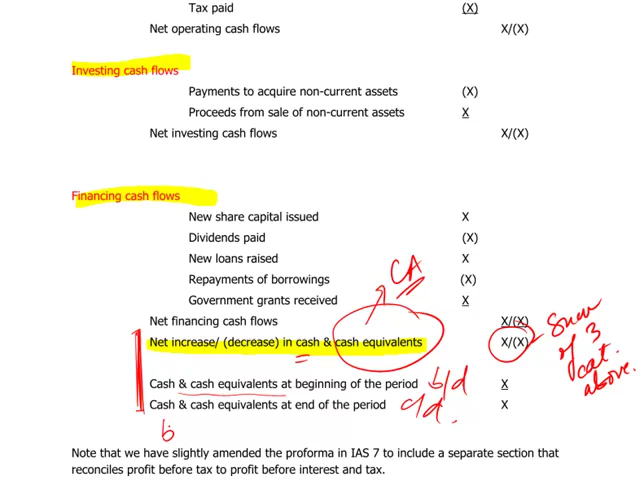 Tax paid (X)
Net operating cash flows X/(X)
Investing cash flows
Payments to acquire non-current assets (X)
Proceeds from sale of non-current assets X
Net investing cash flows X/(X)
Financing cash flows
New share capital issued X
Dividends paid (X)
New loans raised X
CA
Repayments of borrowings (X)
Government grants received X
Net financing cash flows X/(X)
Net increase/ (decrease) in cash & cash equivalents X/(X)
Sum
of 3
cat.
above.
Cash & cash equivalents at beginning of the period b/d X
Cash & cash equivalents at end of the period c/d. X
b
Note that we have slightly amended the proforma in IAS 7 to include a separate section that
reconciles profit before tax to profit before interest and tax.